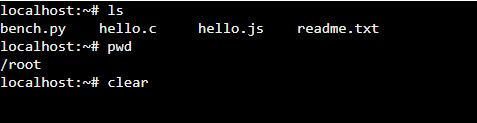 localhost:~# ls
bench.py    hello.c     hello.js    readme.txt
localhost:~# pwd
/root
localhost:~# clear